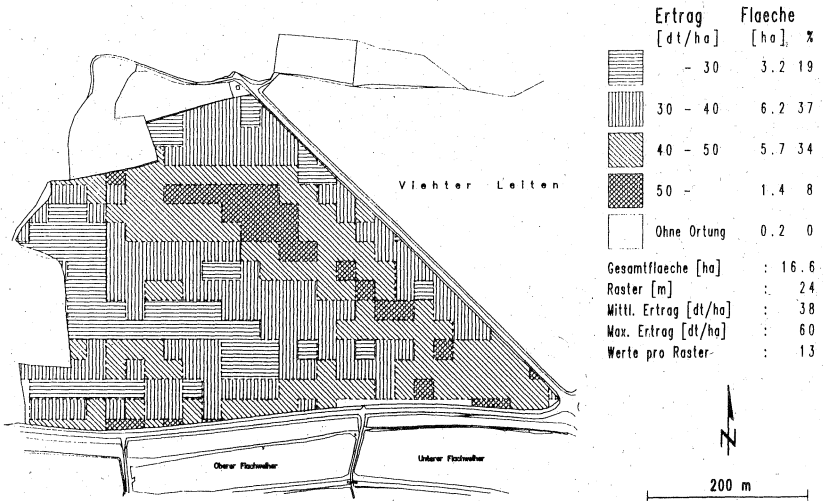 Ertrag Flaeche
[dt/ha] [ha] %
- 30 3.2 19
30 - 40 6.2 37
40 - 50 5.7 34
50 - 1.4 8
Ohne Ortung 0.2 0
Gesamtflaeche [ha] : 16.6
Raster [m] : 24
Mittl. Ertrag [dt/ha] : 38
Max. Ertrag [dt/ha] : 60
Werte pro Raster : 13
Viehter Leiten
Oberer Flachweiher
Unterer Flachweiher
N
200 m